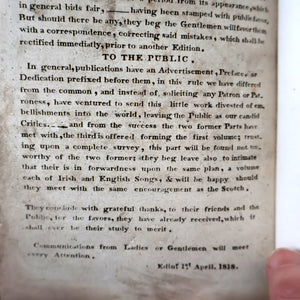 period from its appearance, which
in general bids fair, having been stamped with public favor.
But should there be any, they beg the Gentlemen will favor them
with a correspondence, correcting said mistakes, which shall be
rectified immediatly, prior to another Edition.
TO THE PUBLIC.
In general, publications have an Advertisement, Preface, or
Dedication prefixed before them, in this rule we have differed
from the common, and instead of, soliciting any Patron or Pat-
roness, have ventured to send this little work divested of em-
bellishments into the world, leaving the Public as our candid
Critics. — and from the success the two former Parts have
met with, the third is offered forming the first volume; trust-
ing upon a complete survey, this part will be found not un-
worthy of the two former; they beg leave also to intimate
that their is in forwardness upon the same plan, a volume
each of Irish and English Songs, & will be happy should
they meet with the same encouragement as the Scotch.
They conclude with grateful thanks, to their friends and the
Public, for the favors, they have already received, which it
shall ever be their study to merit.
Communications from Ladies or Gentlemen will meet
every Attention.
Edinr 1st April, 1818.